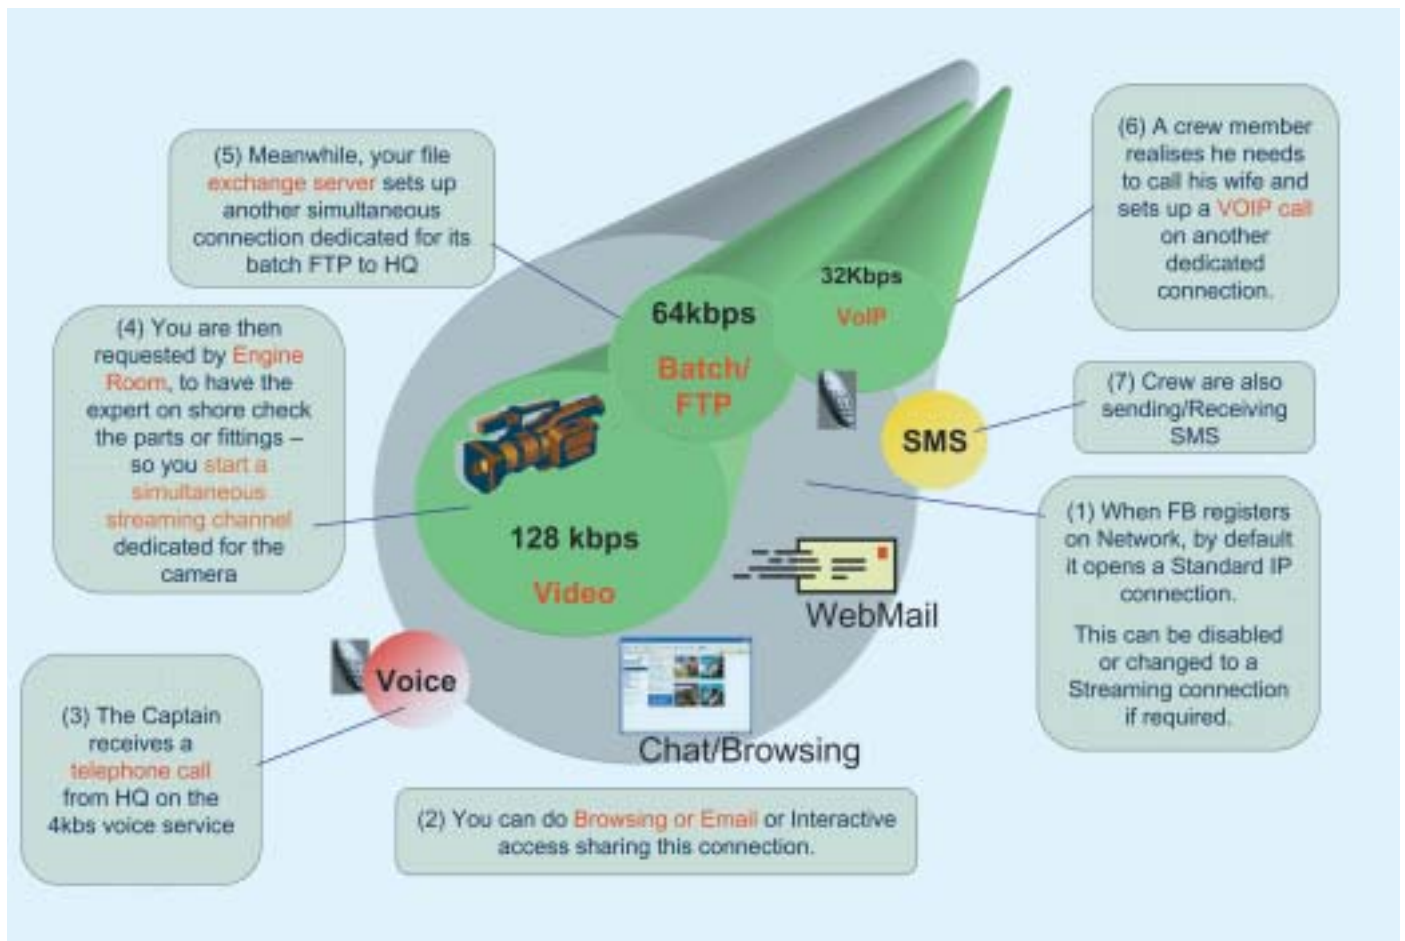 (5) Meanwhile, your file
exchange server sets up
another simultaneous
connection dedicated for its
batch FTP to HQ
(6) A crew member
realises he needs
to call his wife and
sets up a VOIP call
on another
dedicated
connection.
32Kbps
VoIP
64kbps
Batch/
FTP
(4) You are then
requested by Engine
Room, to have the
expert on shore check
the parts or fittings –
so you start a
simultaneous
streaming channel
dedicated for the
camera
(7) Crew are also
sending/Receiving
SMS
SMS
128 kbps
Video
(1) When FB registers
on Network, by default
it opens a Standard IP
connection.
This can be disabled
or changed to a
Streaming connection
if required.
WebMail
Voice
(3) The Captain
receives a
telephone call
from HQ on the
4kbs voice service
Chat/Browsing
(2) You can do Browsing or Email or Interactive
access sharing this connection.